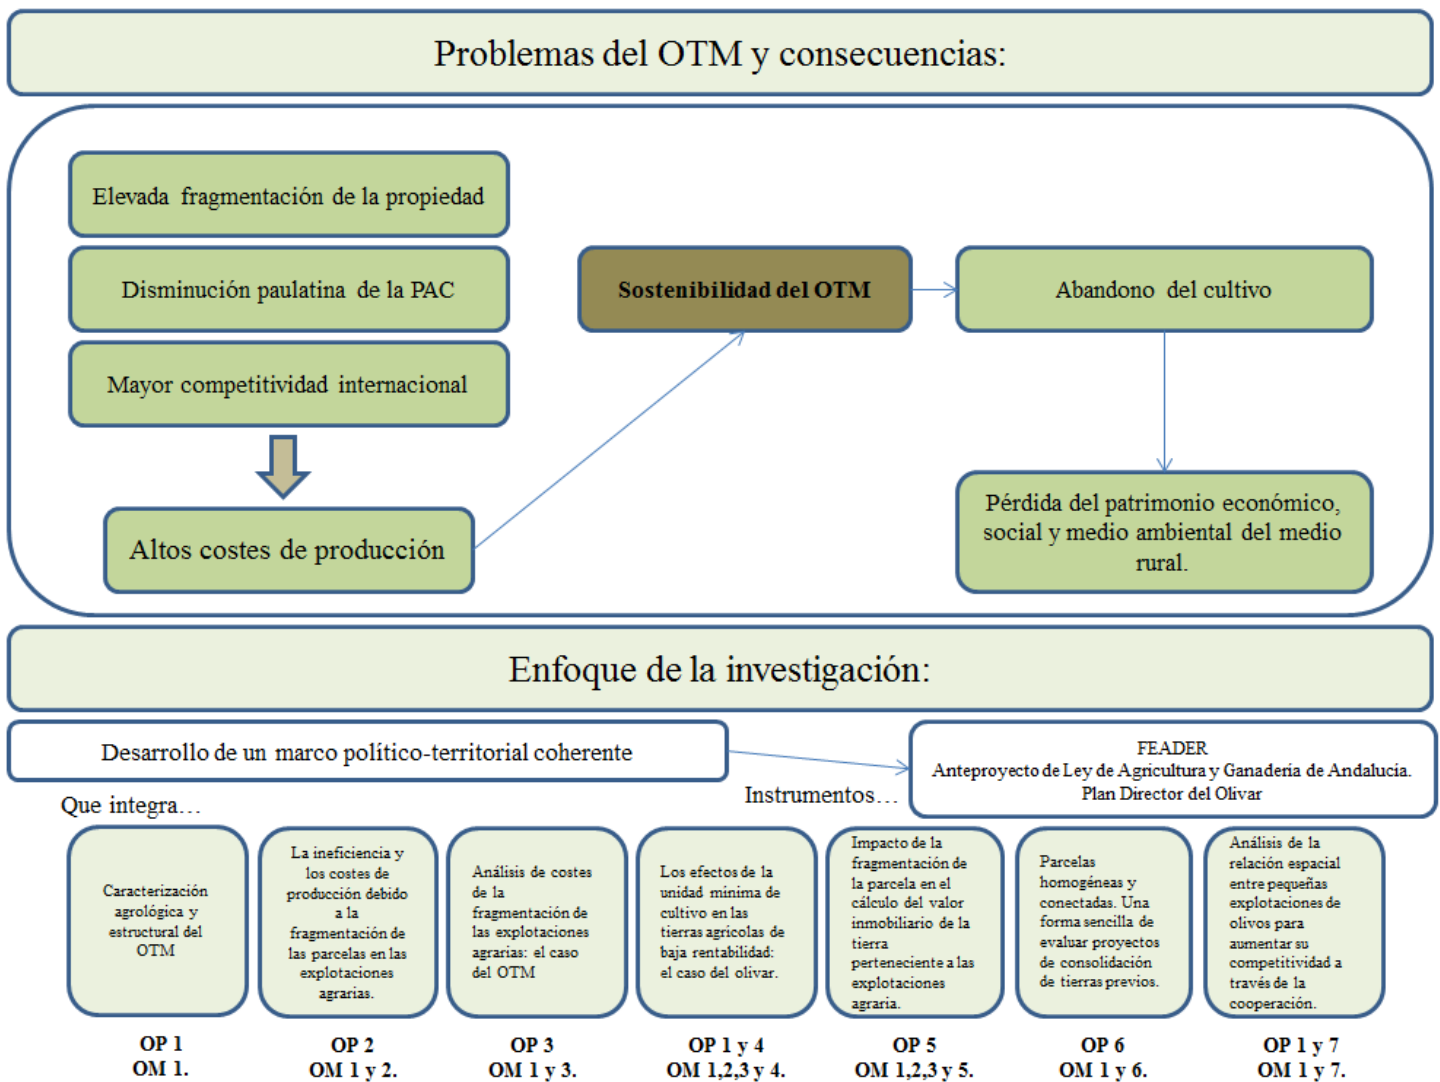 Problemas del OTM y consecuencias:
Elevada fragmentación de la propiedad
Disminución paulatina de la PAC
Mayor competitividad internacional
Altos costes de producción
Sostenibilidad del OTM
Abandono del cultivo
Pérdida del patrimonio económico,
social y medio ambiental del medio
rural.
Enfoque de la investigación:
Desarrollo de un marco político-territorial coherente
Instrumentos…
FEADER
Anteproyecto de Ley de Agricultura y Ganadería de Andalucia.
Plan Director del Olivar
Que integra…
Caracterización
agrológica y
estructural del
OTM
OP 1
OM 1.
La ineficiencia y
los costes de
producción debido
a la
fragmentación de
las parcelas en las
explotaciones
agrarias.
OP 2
OM 1 y 2.
Análisis de costes
de la
fragmentación de
las explotaciones
agrarias: el caso
del OTM
OP 3
OM 1 y 3.
Los efectos de la
unidad mínima de
cultivo en las
tierras agrícolas de
baja rentabilidad:
el caso del olivar.
OP 1 y 4
OM 1,2,3 y 4.
Impacto de la
fragmentación de
la parcela en el
cálculo del valor
inmobiliario de la
tierra
perteneciente a las
explotaciones
agraria.
OP 5
OM 1,2,3 y 5.
Parcelas
homogéneas y
conectadas. Una
forma sencilla de
evaluar proyectos
de consolidación
de tierras previos.
OP 6
OM 1 y 6.
Análisis de la
relación espacial
entre pequeñas
explotaciones de
olivos para
aumentar su
competitividad a
través de la
cooperación.
OP 1 y 7
OM 1 y 7.